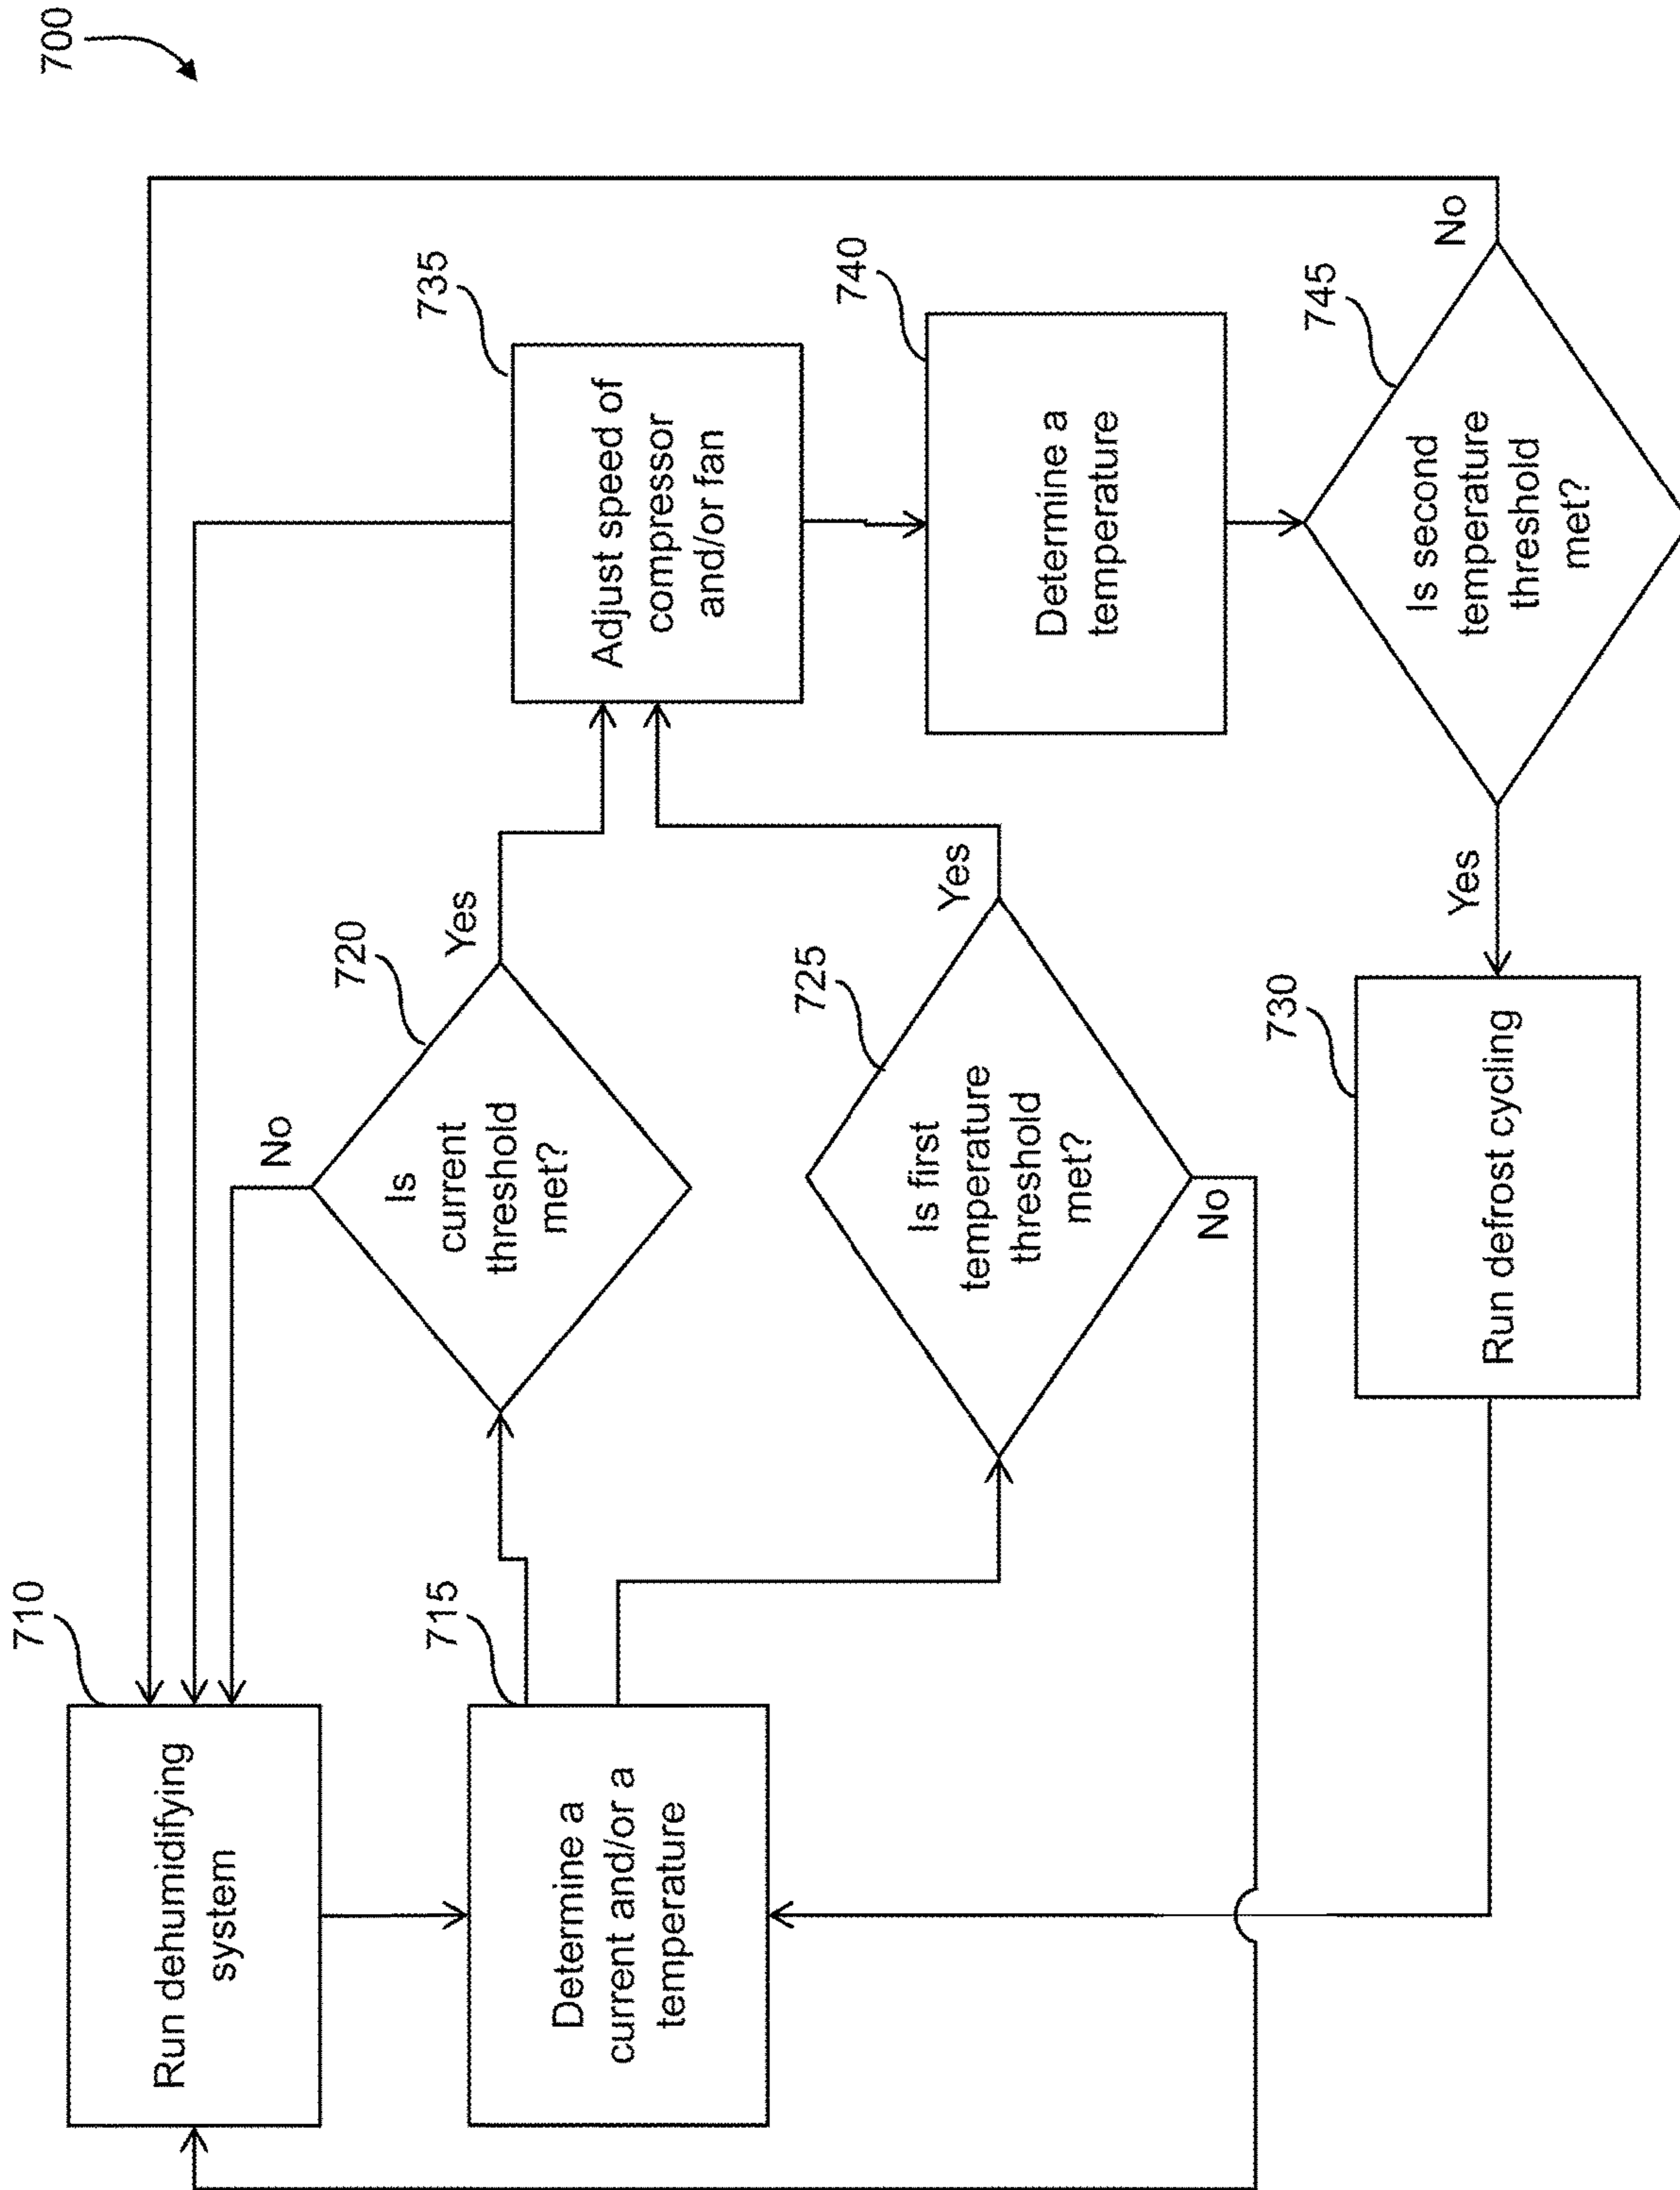 700
710
Run dehumidifying
system
715
Determine a
current and/or a
temperature
No
720
Is
current
threshold
met?
Yes
725
Is first
temperature
threshold
met?
Yes
No
735
Adjust speed of
compressor
and/or fan
740
Determine a
temperature
745
Is second
temperature
threshold
met?
No
Yes
730
Run defrost cycling